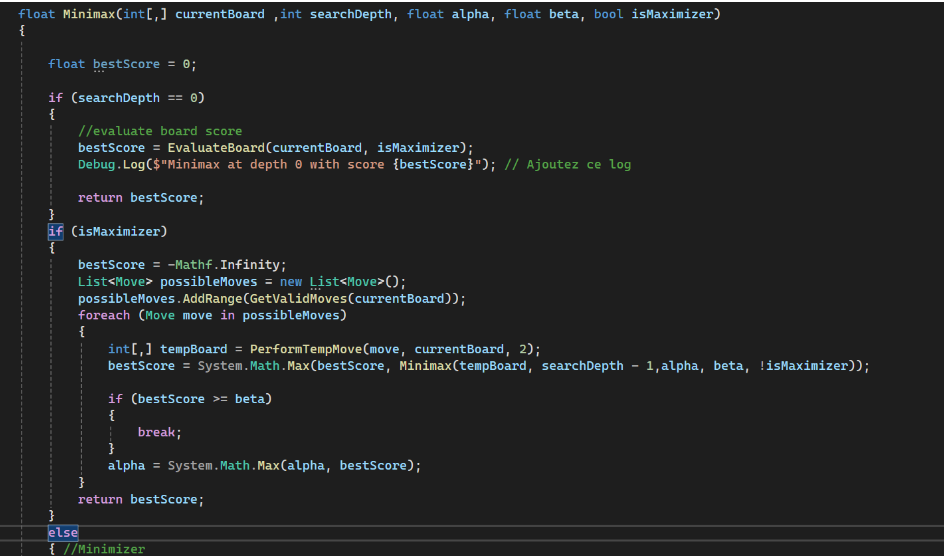 float Minimax(int[,] currentBoard ,int searchDepth, float alpha, float beta, bool isMaximizer)
{
float bestScore = 0;
if (searchDepth == 0)
{
//evaluate board score
bestScore = EvaluateBoard(currentBoard, isMaximizer);
Debug.Log($"Minimax at depth 0 with score {bestScore}"); // Ajoutez ce log
return bestScore;
}
if (isMaximizer)
{
bestScore = -Mathf.Infinity;
List<Move> possibleMoves = new List<Move>();
possibleMoves.AddRange(GetValidMoves(currentBoard));
foreach (Move move in possibleMoves)
{
int[,] tempBoard = PerformTempMove(move, currentBoard, 2);
bestScore = System.Math.Max(bestScore, Minimax(tempBoard, searchDepth - 1,alpha, beta, !isMaximizer));
if (bestScore >= beta)
{
break;
}
alpha = System.Math.Max(alpha, bestScore);
}
return bestScore;
}
else
{ //Minimizer